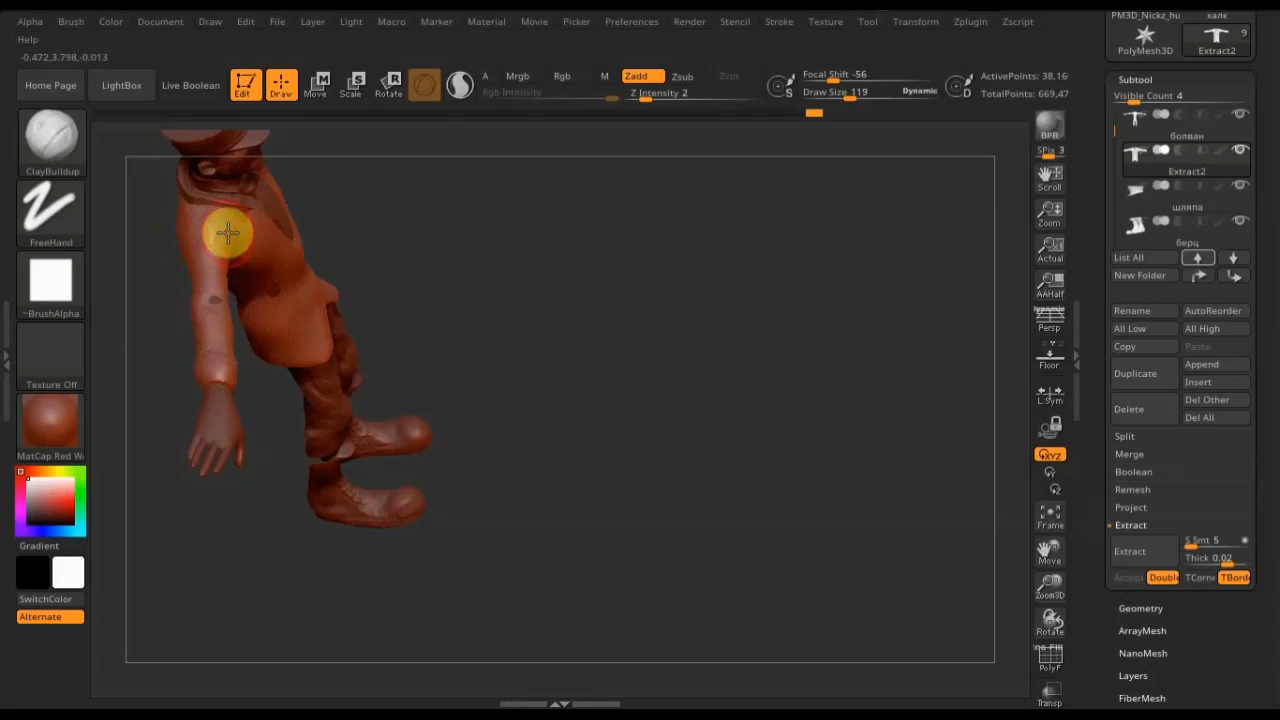 Alpha Brush Color Document Draw Edit File Layer Light Macro Marker Material Movie Picker Preferences Render Stencil Stroke Texture Tool Transform Zplugin Zscript
Help
-0.472,3.798,-0.013
PM3D_Nickz_hu халк
PolyMesh3D Extract2 9
Home Page LightBox Live Boolean Edit Draw Move Scale Rotate
A Mrgb Rgb M Zadd Zsub Zcut
Rgb Intensity Z Intensity 2
Focal Shift -56
Draw Size 119 Dynamic
ActivePoints: 38,16
TotalPoints: 669,47
ClayBuildup
FreeHand
~BrushAlpha
Texture Off
MatCap Red W
Gradient
SwitchColor
Alternate
BPR
SPix 3
Scroll
Zoom
Actual
AAHalf
Dynamic
Persp
Floor
L.Sym
XYZ
Frame
Move
Zoom3D
Rotate
PolyF
Transp
Subtool
Visible Count 4
болван
Extract2
шляпа
берц
List All
New Folder
Rename AutoReorder
All Low All High
Copy Paste
Duplicate Append
Insert
Delete Del Other
Del All
Split
Merge
Boolean
Remesh
Project
Extract
Extract S Smt 5
Thick 0.02
Accept Double TCorne TBorde
Geometry
ArrayMesh
NanoMesh
Layers
FiberMesh